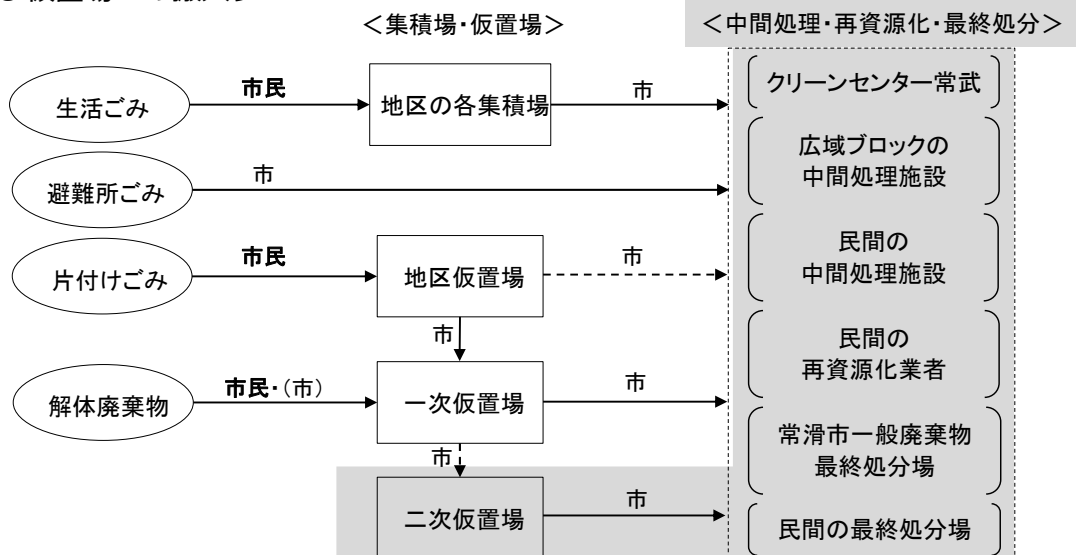 ＜集積場・仮置場＞
＜中間処理・再資源化・最終処分＞
生活ごみ
市民
地区の各集積場
市
クリーンセンター常武
避難所ごみ
市
広域ブロックの
中間処理施設
片付けごみ
市民
地区仮置場
市
民間の
中間処理施設
市
解体廃棄物
市民・(市)
一次仮置場
市
民間の
再資源化業者
市
二次仮置場
市
常滑市一般廃棄物
最終処分場
民間の最終処分場